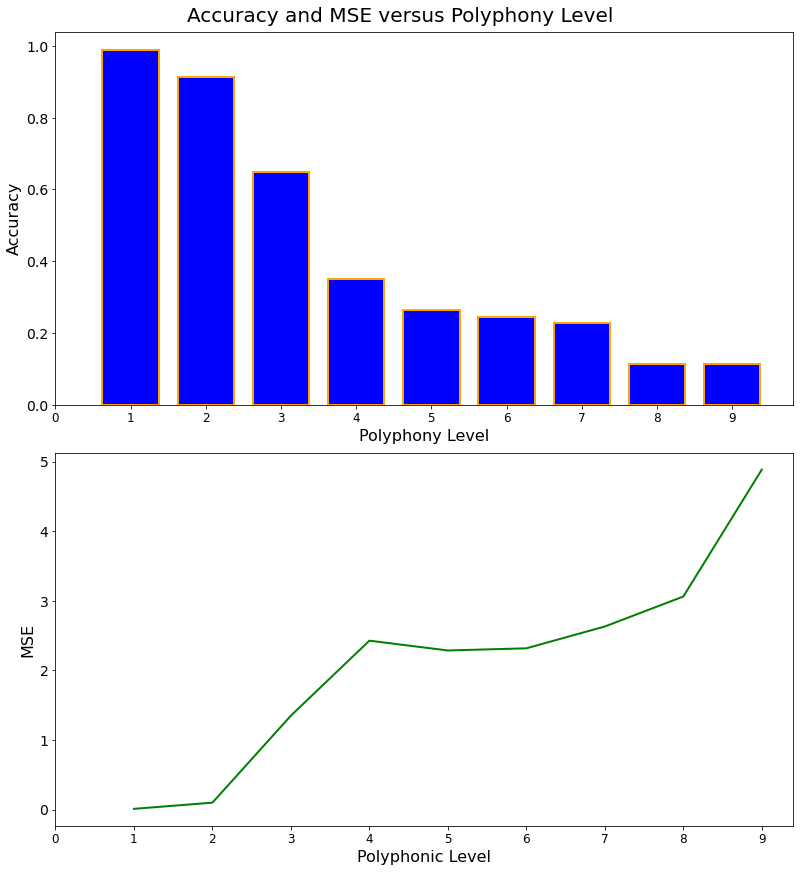 Accuracy and MSE versus Polyphony Level
1.0
0.8
0.6
0.4
0.2
0.0
Accuracy
0 1 2 3 4 5 6 7 8 9
Polyphony Level
5
4
3
2
1
0
MSE
0 1 2 3 4 5 6 7 8 9
Polyphonic Level